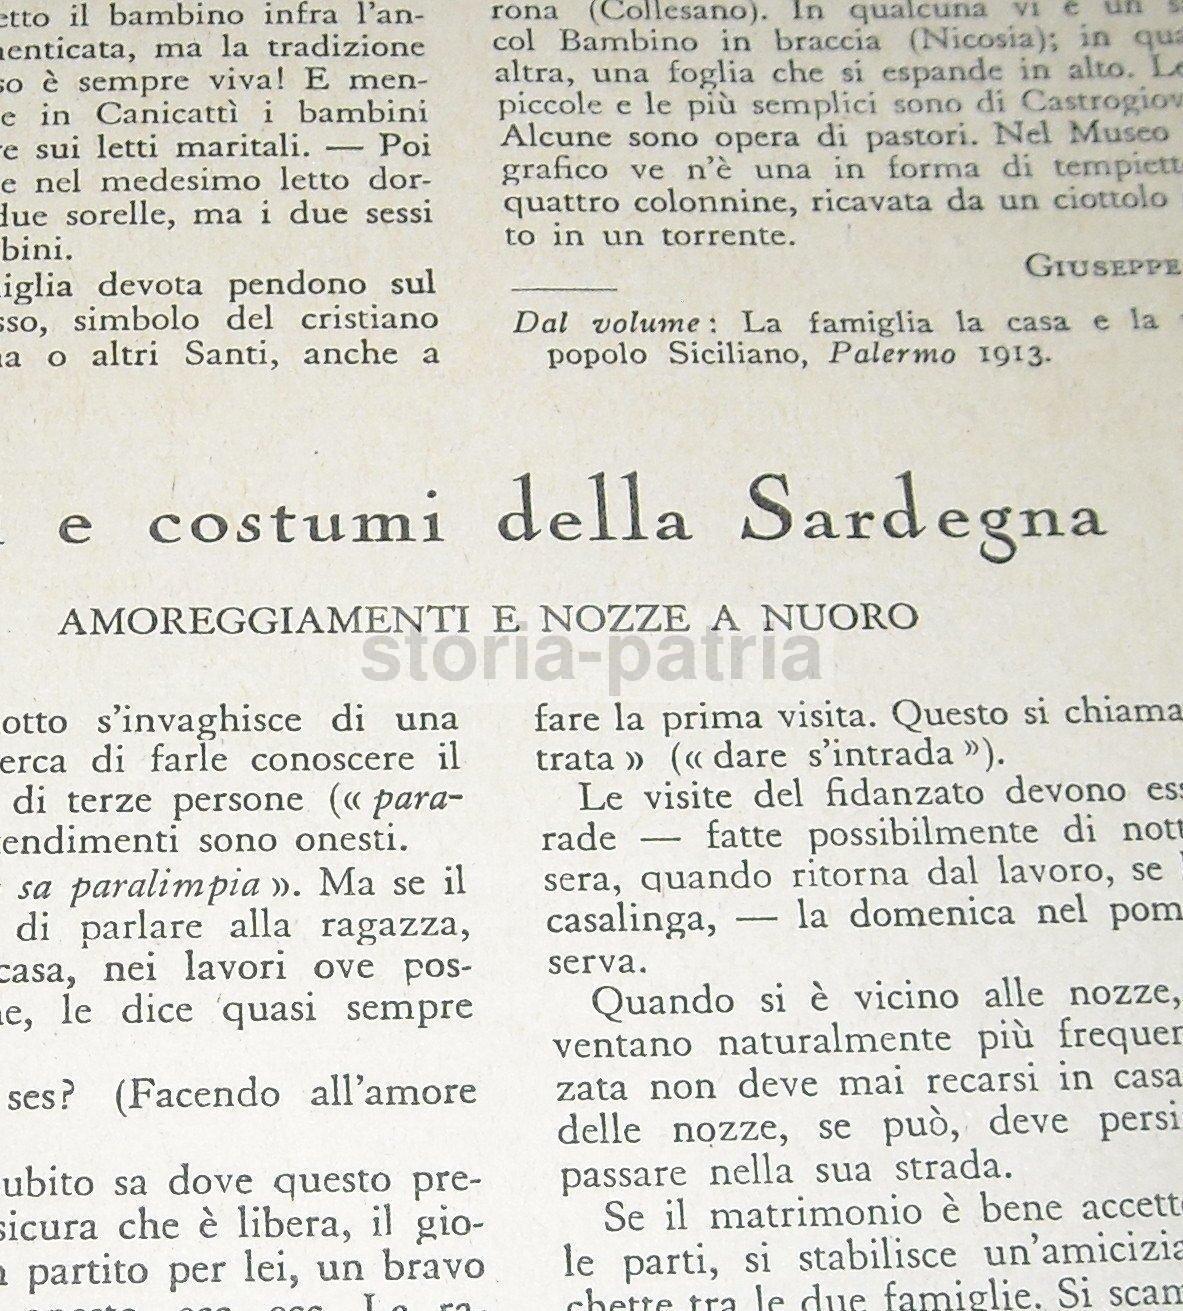 etto il bambino infra l'an-
enticata, ma la tradizione
so è sempre viva! E men-
e in Canicattì i bambini
e sui letti maritali. — Poi
e nel medesimo letto dor-
due sorelle, ma i due sessi
bini.
iglia devota pendono sul
sso, simbolo del cristiano
a o altri Santi, anche a
rona (Collesano). In qualcuna vi è un s
col Bambino in braccia (Nicosia); in qua
altra, una foglia che si espande in alto. Le
piccole e le più semplici sono di Castrogiov
Alcune sono opera di pastori. Nel Museo
grafico ve n'è una in forma di tempiett
quattro colonnine, ricavata da un ciottolo
to in un torrente.
GIUSEPPE
Dal volume: La famiglia la casa e la
popolo Siciliano, Palermo 1913.
e costumi della Sardegna
AMOREGGIAMENTI E NOZZE A NUORO
storia-patria
otto s'invaghisce di una
erca di farle conoscere il
di terze persone (« para-
tendimenti sono onesti.
sa paralimpia ». Ma se il
di parlare alla ragazza,
casa, nei lavori ove pos-
ne, le dice quasi sempre
ses? (Facendo all'amore
ubito sa dove questo pre-
sicura che è libera, il gio-
n partito per lei, un bravo
fare la prima visita. Questo si chiama
trata » (« dare s'intrada »).
Le visite del fidanzato devono ess
rade — fatte possibilmente di nott
sera, quando ritorna dal lavoro, se
casalinga, — la domenica nel pom
serva.
Quando si è vicino alle nozze,
ventano naturalmente più frequen
zata non deve mai recarsi in casa
delle nozze, se può, deve persi
passare nella sua strada.
Se il matrimonio è bene accett
le parti, si stabilisce un'amicizia
chette tra le due famiglie. Si scam